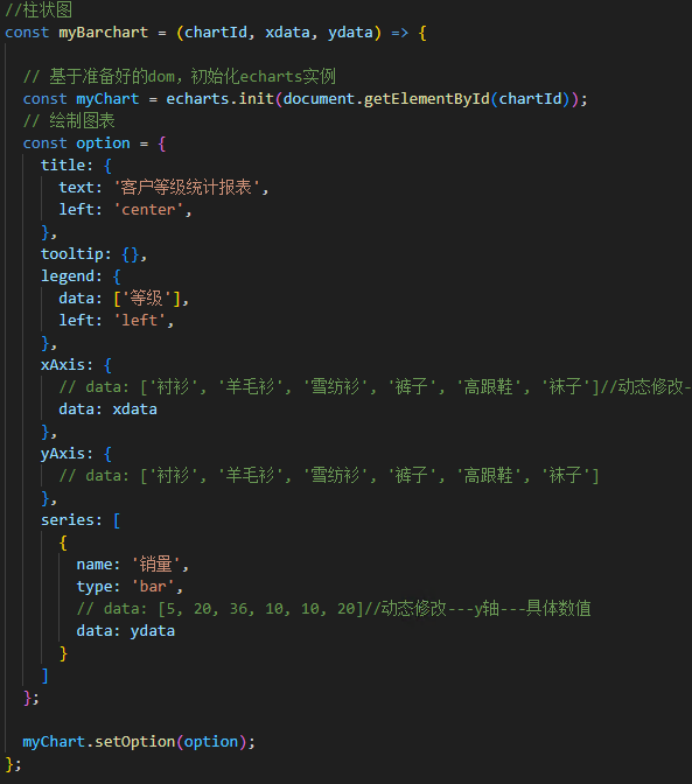 //柱状图
const myBarchart = (chartId, xdata, ydata) => {
// 基于准备好的dom，初始化echarts实例
const myChart = echarts.init(document.getElementById(chartId));
// 绘制图表
const option = {
title: {
text: '客户等级统计报表',
left: 'center',
},
tooltip: {},
legend: {
data: ['等级'],
left: 'left',
},
xAxis: {
// data: ['衬衫', '羊毛衫', '雪纺衫', '裤子', '高跟鞋', '袜子']//动态修改-
data: xdata
},
yAxis: {
// data: ['衬衫', '羊毛衫', '雪纺衫', '裤子', '高跟鞋', '袜子']
},
series: [
{
name: '销量',
type: 'bar',
// data: [5, 20, 36, 10, 10, 20]//动态修改---y轴---具体数值
data: ydata
}
]
};
myChart.setOption(option);
};